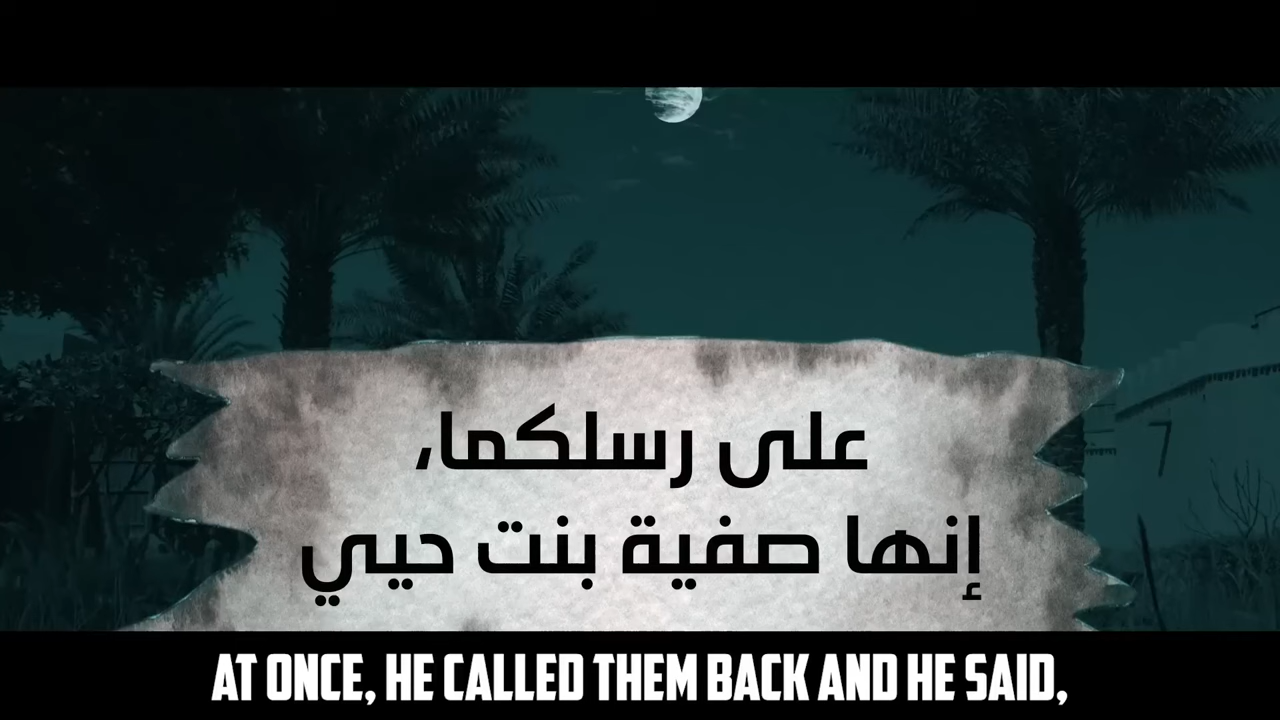 على رسلكما،
إنها صفية بنت حيي
AT ONCE, HE CALLED THEM BACK AND HE SAID,